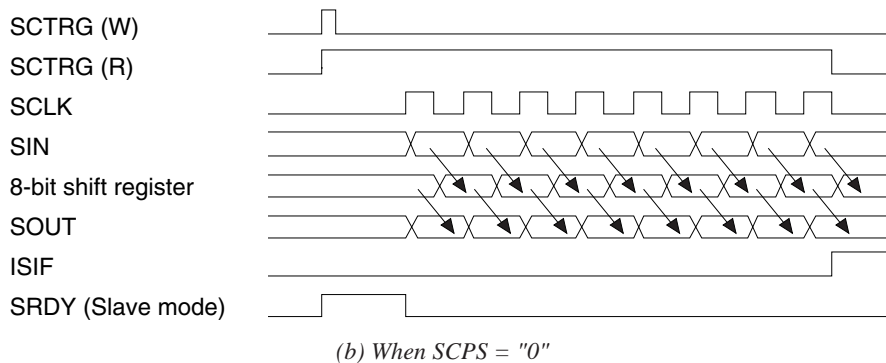 SCTRG (W)
SCTRG (R)
SCLK
SIN
8-bit shift register
SOUT
ISIF
SRDY (Slave mode)
(b) When SCPS = "0"